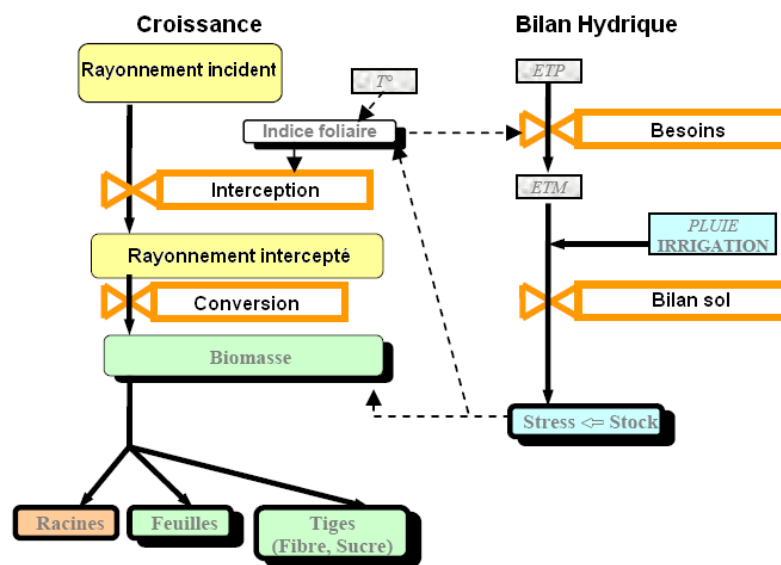 Croissance
Bilan Hydrique
Rayonnement incident
T°
ETP
Indice foliaire
Besoins
Interception
ETM
PLUIE
IRRIGATION
Rayonnement intercepté
Conversion
Bilan sol
Biomasse
Stress ⇐ Stock
Racines
Feuilles
Tiges
(Fibre, Sucre)